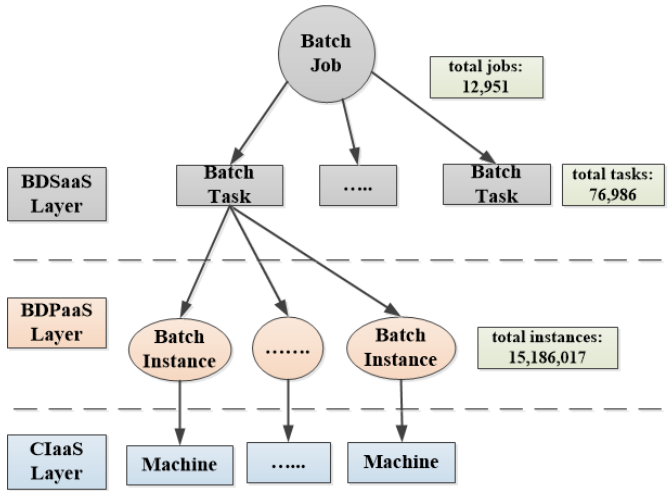 Batch
Job
total jobs:
12,951
BDSaaS
Layer
Batch
Task
.....
Batch
Task
total tasks:
76,986
BDPaaS
Layer
Batch
Instance
.......
Batch
Instance
total instances:
15,186,017
CIaaS
Layer
Machine
......
Machine